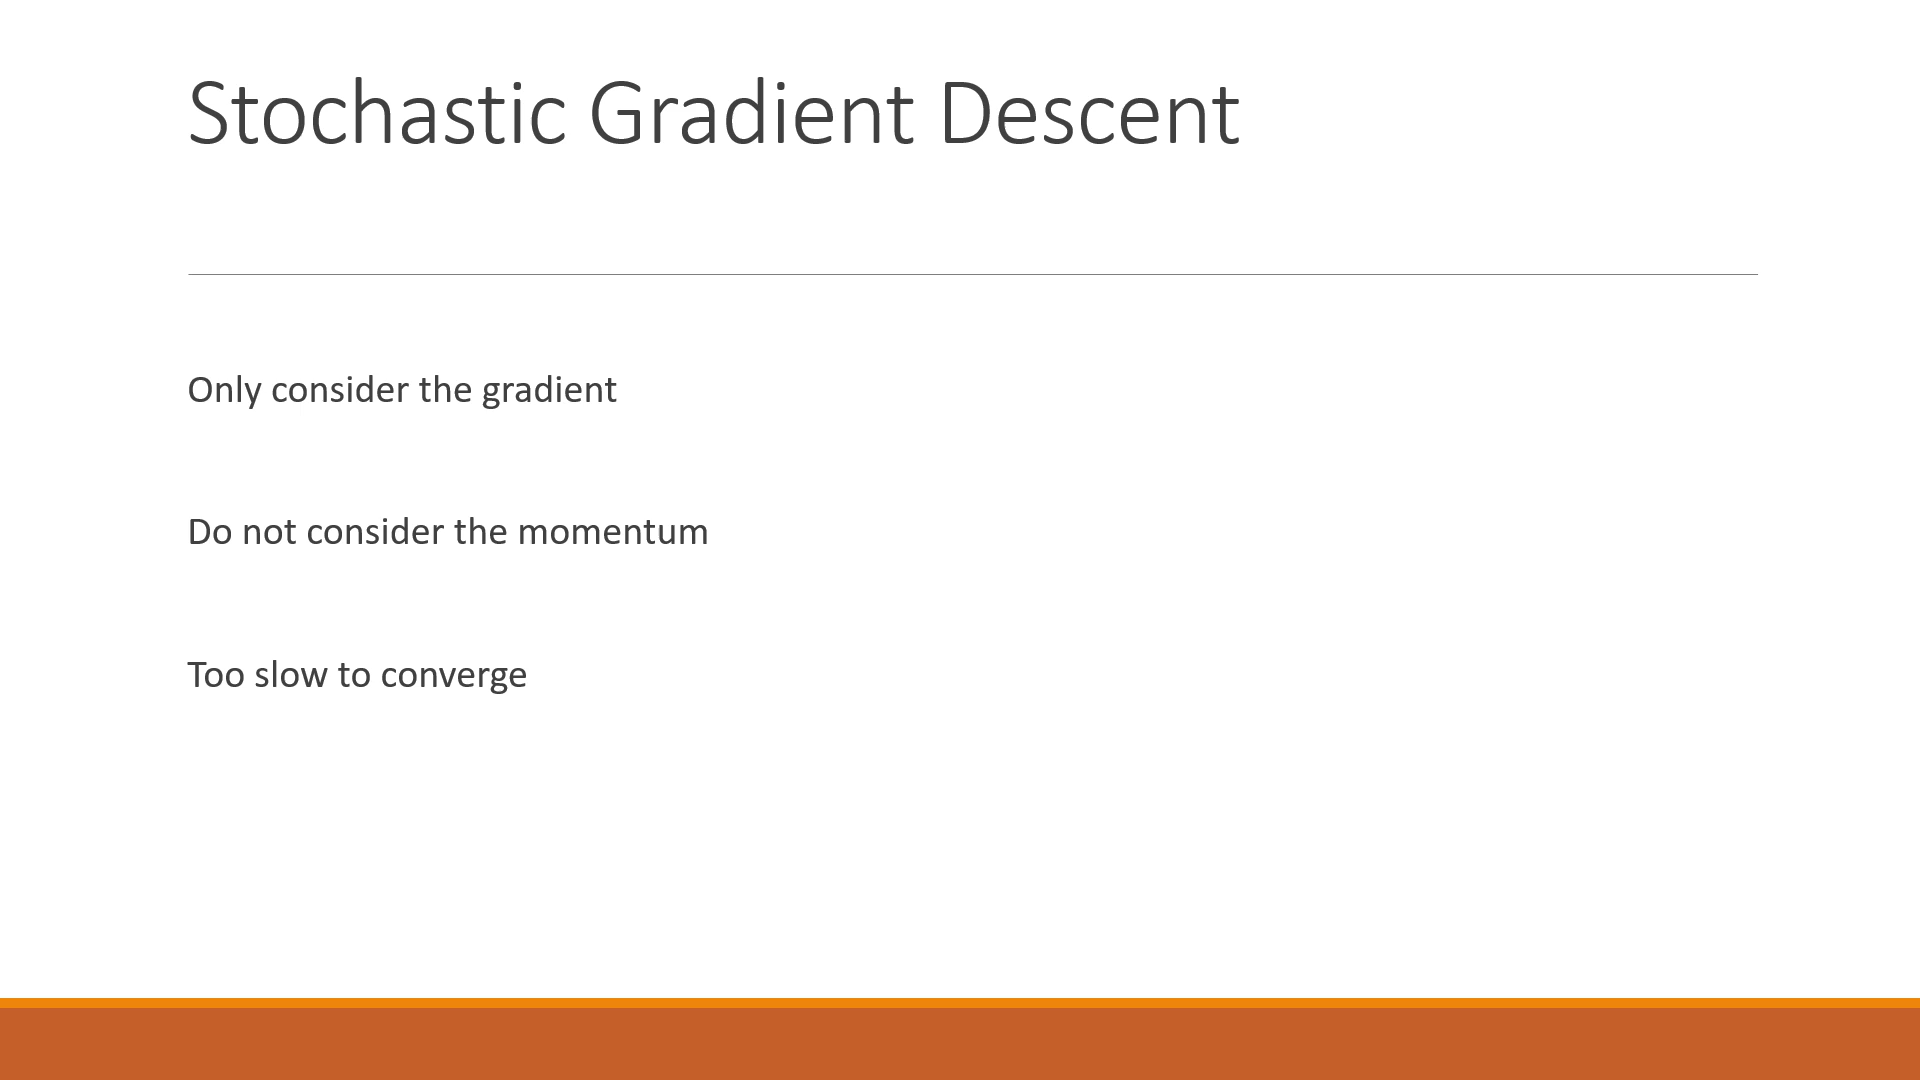 Stochastic Gradient Descent
Only consider the gradient
Do not consider the momentum
Too slow to converge